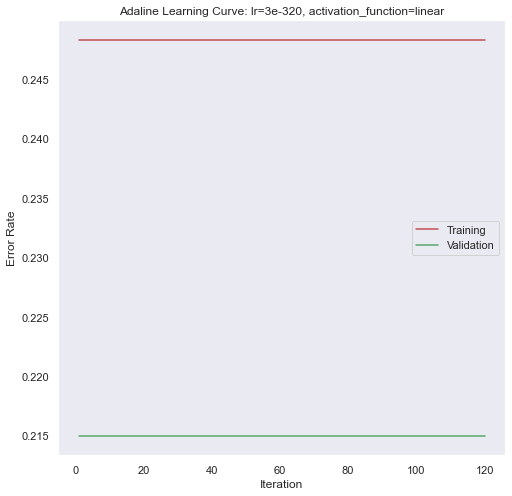 Adaline Learning Curve: lr=3e-320, activation_function=linear
0.245
0.240
0.235
0.230
0.225
0.220
0.215
Error Rate
Training
Validation
0 20 40 60 80 100 120
Iteration